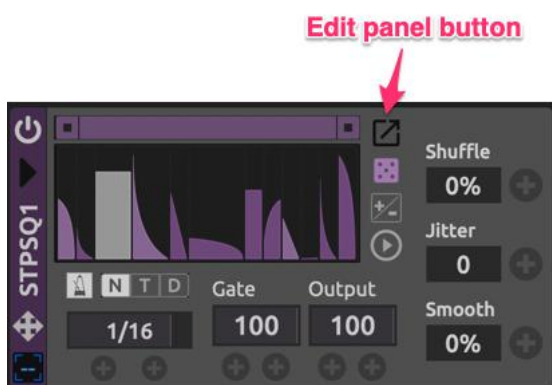 Edit panel button
STPSQ1
Shuffle
0%
Jitter
0
Smooth
0%
N T D
1/16
Gate
100
Output
100